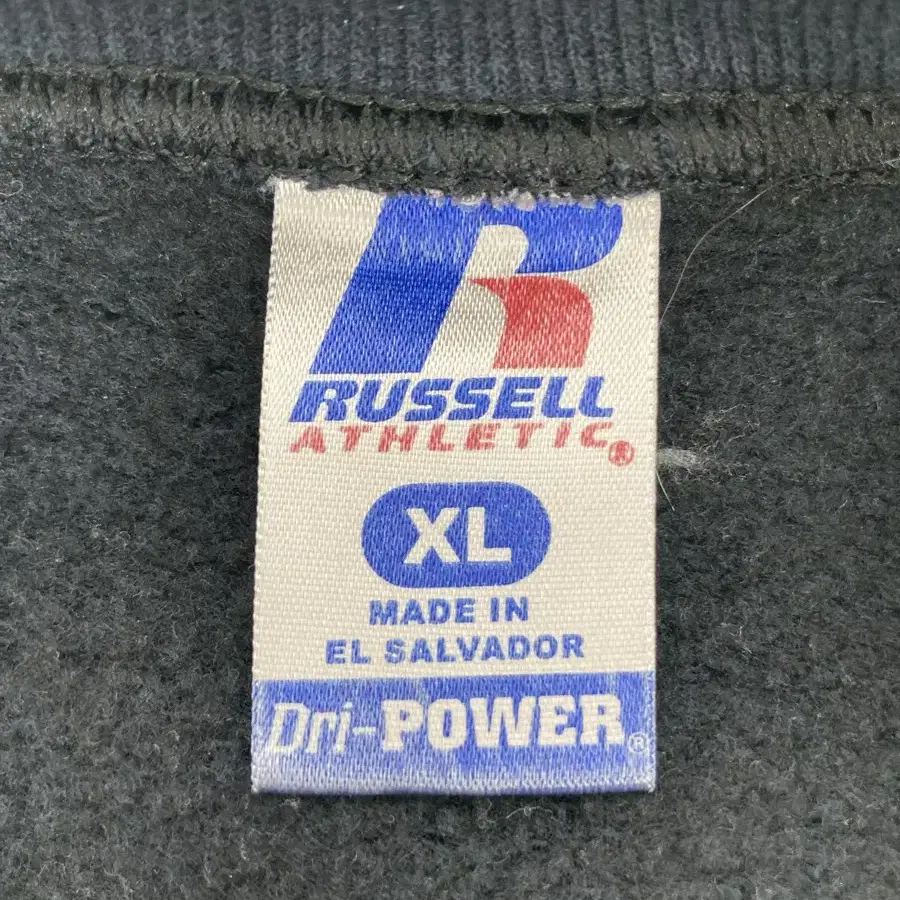 R
RUSSELL
ATHLETIC®
XL
MADE IN
EL SALVADOR
Dri-POWER®